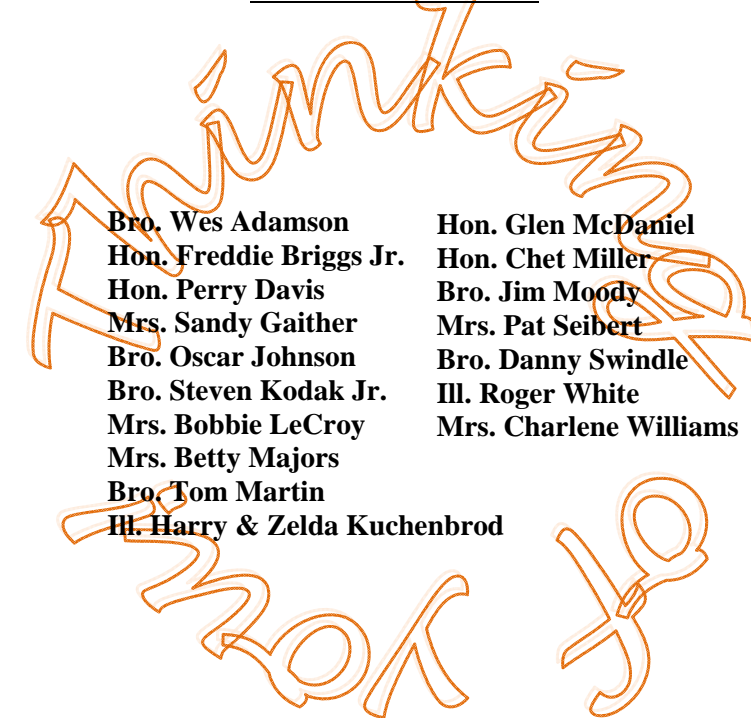 Thinking
of
you
Bro. Wes Adamson
Hon. Freddie Briggs Jr.
Hon. Perry Davis
Mrs. Sandy Gaither
Bro. Oscar Johnson
Bro. Steven Kodak Jr.
Mrs. Bobbie LeCroy
Mrs. Betty Majors
Bro. Tom Martin
Ill. Harry & Zelda Kuchenbrod
Hon. Glen McDaniel
Hon. Chet Miller
Bro. Jim Moody
Mrs. Pat Seibert
Bro. Danny Swindle
Ill. Roger White
Mrs. Charlene Williams